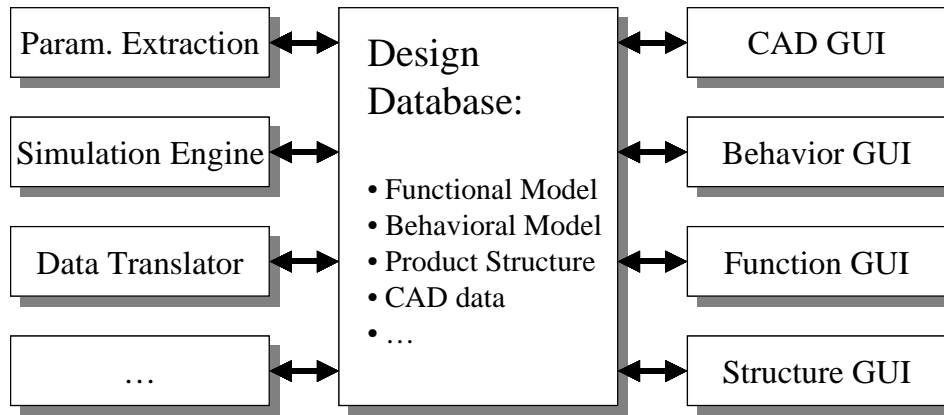 Param. Extraction
Simulation Engine
Data Translator
…
Design
Database:
• Functional Model
• Behavioral Model
• Product Structure
• CAD data
• …
CAD GUI
Behavior GUI
Function GUI
Structure GUI